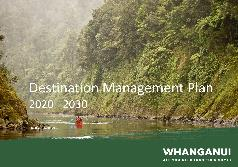 Destination Management Plan
2020 - 2030
WHANGANUI